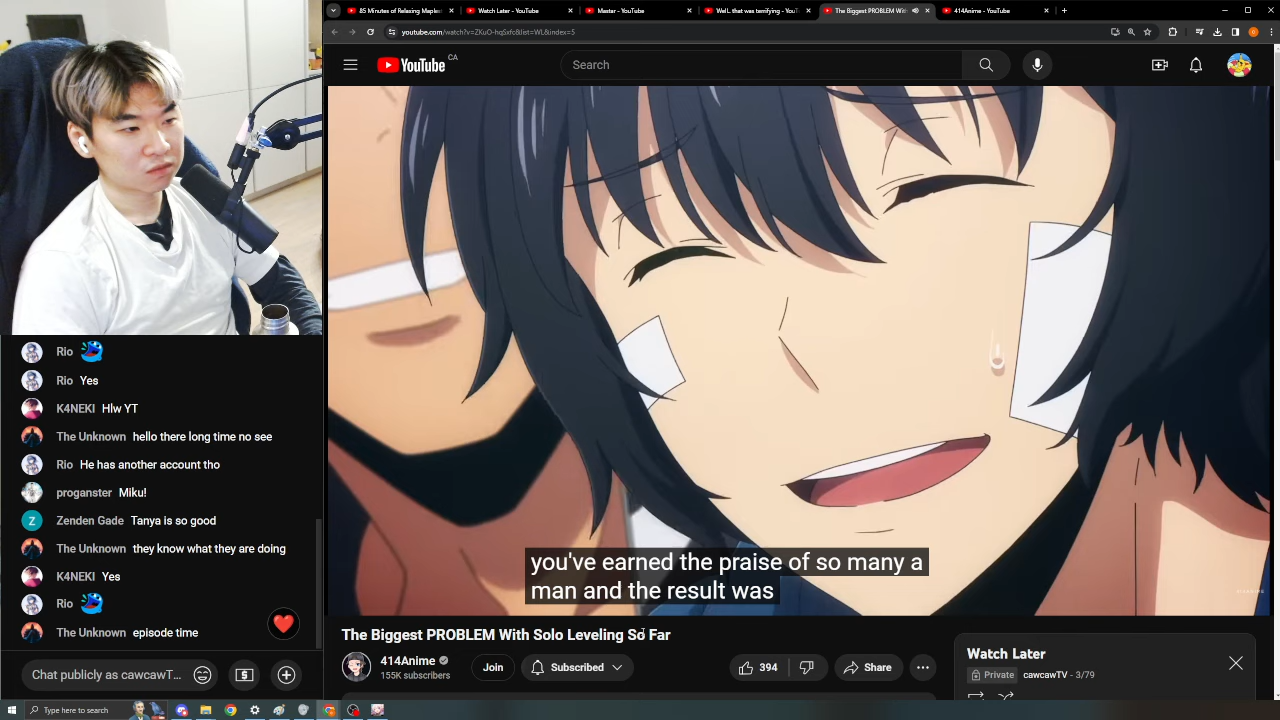 85 Minutes of Relaxing Maples
Watch Later - YouTube
Master - YouTube
Well, that was terrifying - YouT
The Biggest PROBLEM With
414Anime - YouTube
youtube.com/watch?v=ZKuO-hqSxfc&list=WL&index=5
YouTube CA
Search
you've earned the praise of so many a
man and the result was
The Biggest PROBLEM With Solo Leveling So Far
414Anime
155K subscribers
Join
Subscribed
394
Share
Watch Later
Private cawcawTV - 3/79
Rio
Rio Yes
K4NEKI Hlw YT
The Unknown hello there long time no see
Rio He has another account tho
proganster Miku!
Z Zenden Gade Tanya is so good
The Unknown they know what they are doing
K4NEKI Yes
Rio
The Unknown episode time
Chat publicly as cawcawT...
Type here to search